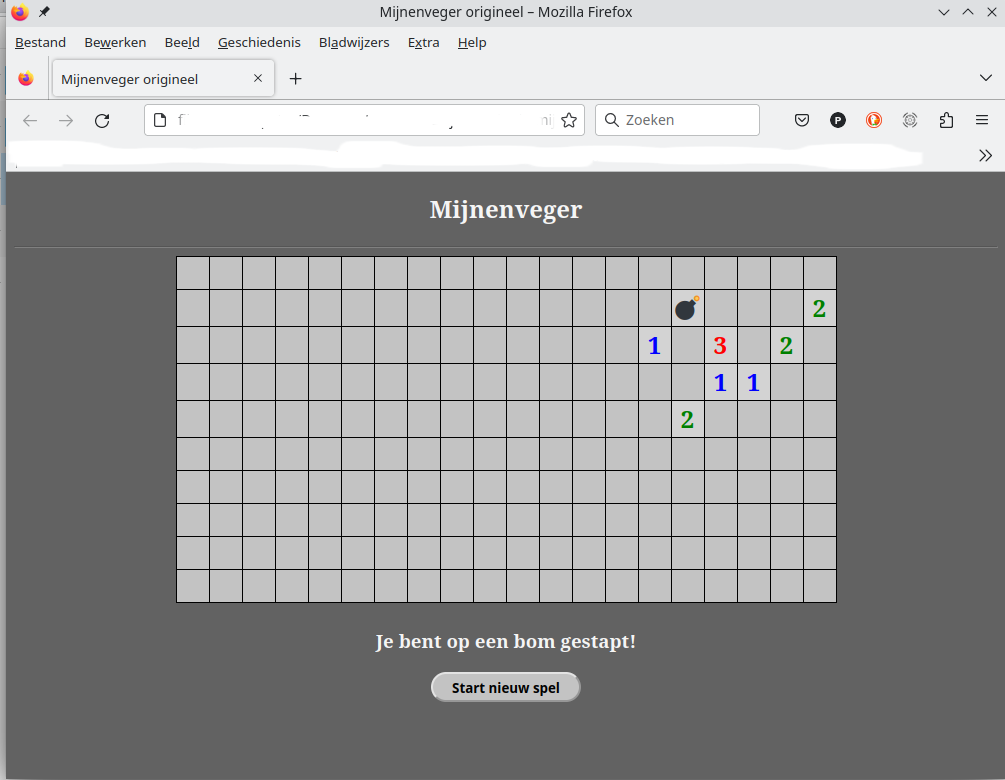 Mijnenveger origineel – Mozilla Firefox
Bestand Bewerken Beeld Geschiedenis Bladwijzers Extra Help
Mijnenveger origineel
Zoeken
Mijnenveger
2
1 3 2
1 1
2
Je bent op een bom gestapt!
Start nieuw spel